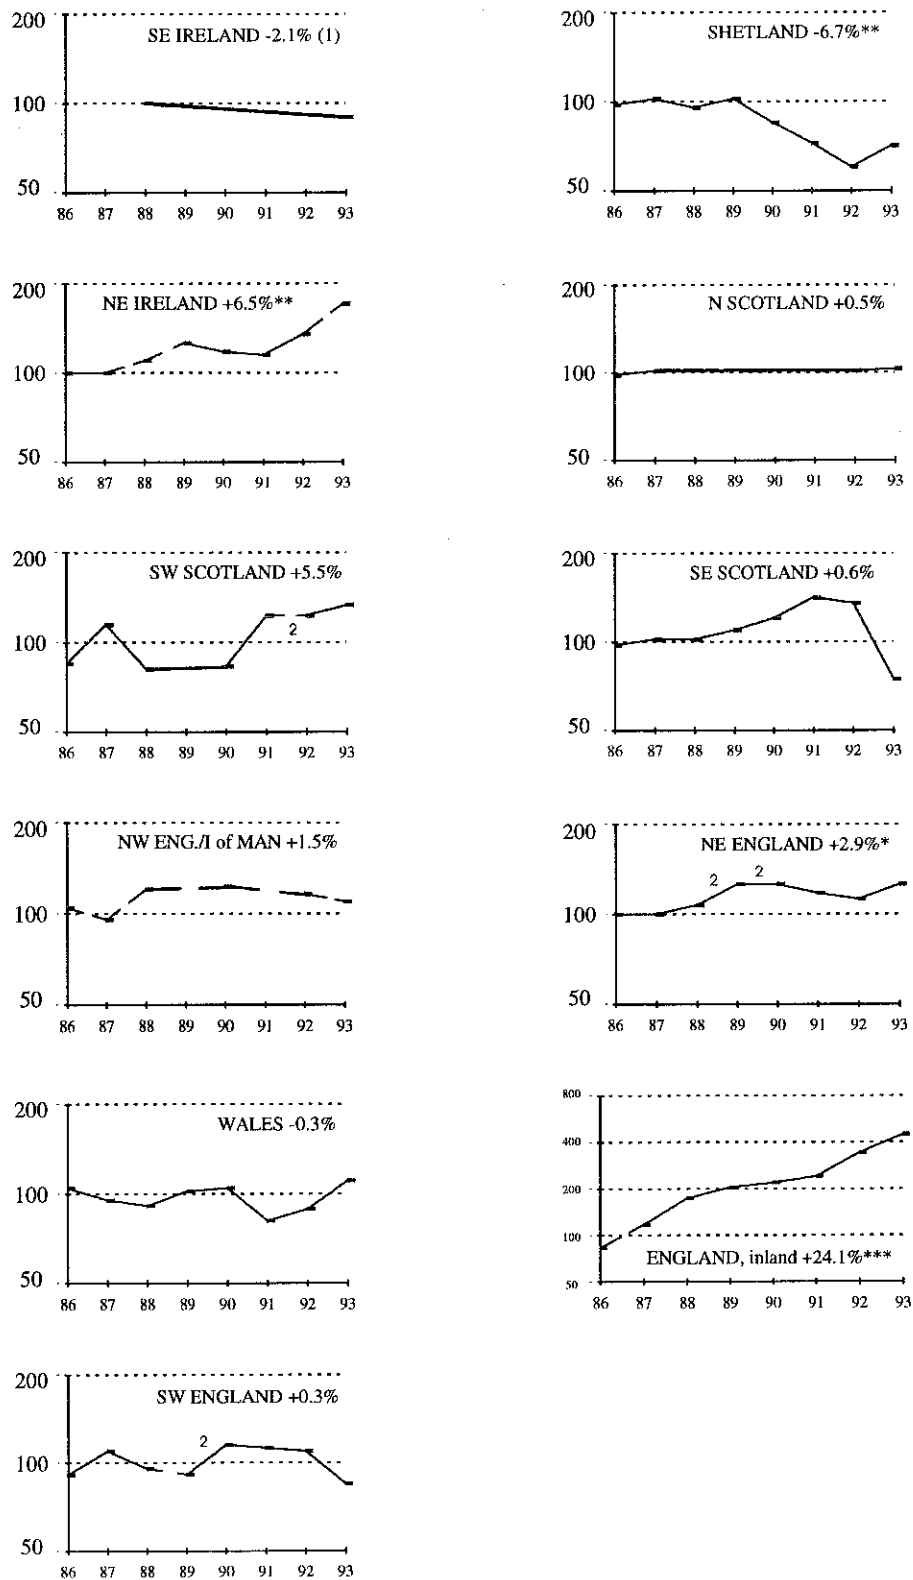 200
SE IRELAND -2.1% (1)
100
50
86 87 88 89 90 91 92 93
200
SHETLAND -6.7%**
100
50
86 87 88 89 90 91 92 93
200
NE IRELAND +6.5%**
100
50
86 87 88 89 90 91 92 93
200
N SCOTLAND +0.5%
100
50
86 87 88 89 90 91 92 93
200
SW SCOTLAND +5.5%
2
100
50
86 87 88 89 90 91 92 93
200
SE SCOTLAND +0.6%
100
50
86 87 88 89 90 91 92 93
200
NW ENG./I of MAN +1.5%
100
50
86 87 88 89 90 91 92 93
200
NE ENGLAND +2.9%*
2 2
100
50
86 87 88 89 90 91 92 93
200
WALES -0.3%
100
50
86 87 88 89 90 91 92 93
800
400
200
100
ENGLAND, inland +24.1%***
50
86 87 88 89 90 91 92 93
200
SW ENGLAND +0.3%
2
100
50
86 87 88 89 90 91 92 93